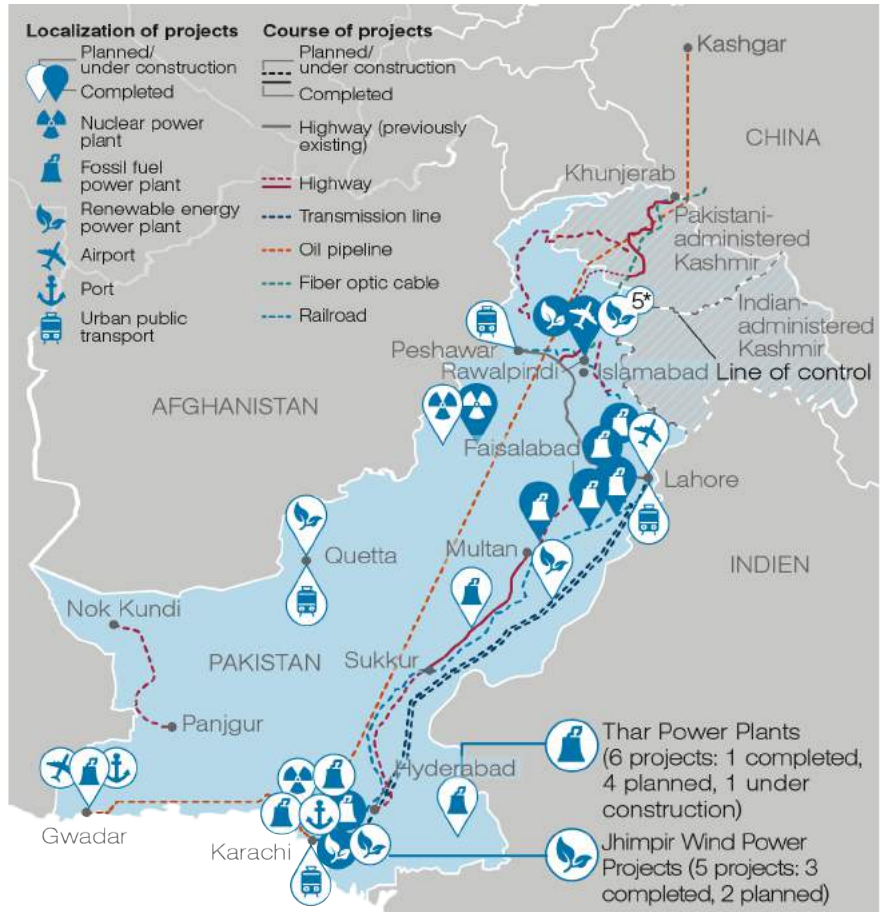 Localization of projects
Planned/
under construction
Completed
Nuclear power
plant
Fossil fuel
power plant
Renewable energy
power plant
Airport
Port
Urban public
transport
Course of projects
Planned/
under construction
Completed
Highway (previously
existing)
Highway
Transmission line
Oil pipeline
Fiber optic cable
Railroad
Kashgar
CHINA
Khunjerab
Pakistani-
administered
Kashmir
5*
Indian-
administered
Kashmir
Line of control
Peshawar
Rawalpindi
Islamabad
AFGHANISTAN
Faisalabad
Lahore
Multan
Quetta
INDIEN
Nok Kundi
PAKISTAN
Sukkur
Panjgur
Hyderabad
Gwadar
Karachi
Thar Power Plants
(6 projects: 1 completed,
4 planned, 1 under
construction)
Jhimpir Wind Power
Projects (5 projects: 3
completed, 2 planned)